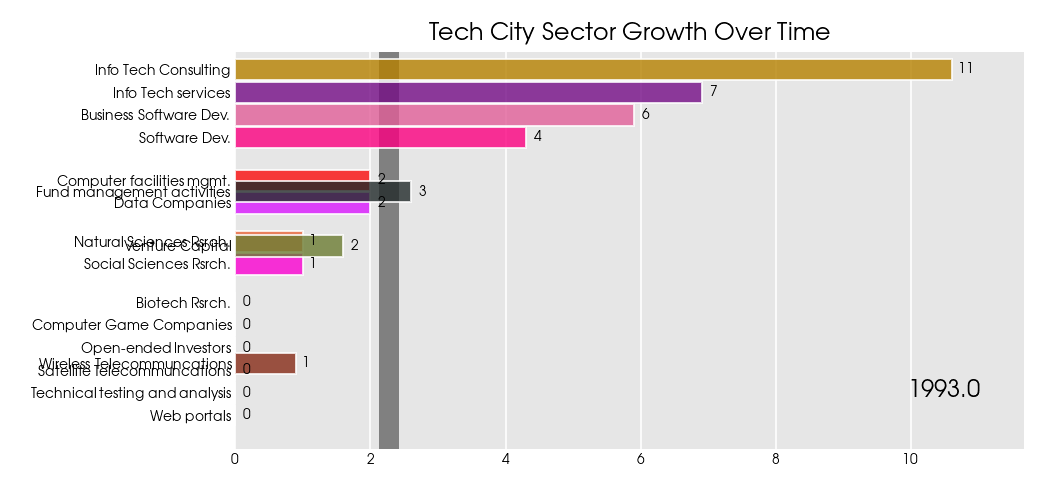 Tech City Sector Growth Over Time
Info Tech Consulting 11
Info Tech services 7
Business Software Dev. 6
Software Dev. 4
Computer facilities mgmt. 2
Fund management activities 3
Data Companies 2
Natural Sciences Rsrch. 1
Venture Capital 2
Social Sciences Rsrch. 1
Biotech Rsrch. 0
Computer Game Companies 0
Open-ended Investors 0
Wireless Telecommuncations 1
Satellite Telecommuncations 0
Technical testing and analysis 0
1993.0
Web portals 0
0 2 4 6 8 10